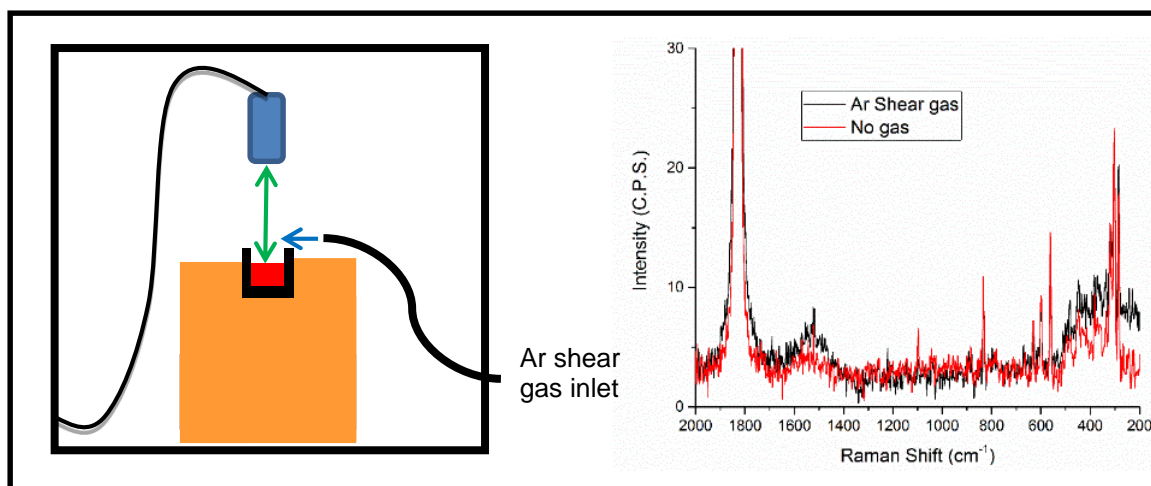 Ar shear
gas inlet
30
20
10
0
Intensity (C.P.S.)
Ar Shear gas
No gas
2000 1800 1600 1400 1200 1000 800 600 400 200
Raman Shift (cm⁻¹)